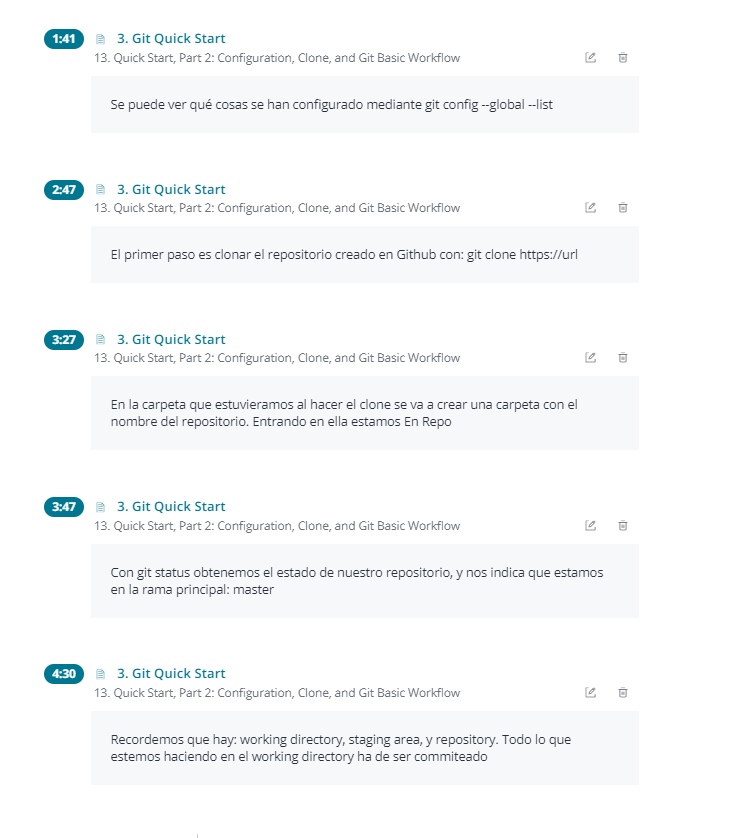 1:41 3. Git Quick Start
13. Quick Start, Part 2: Configuration, Clone, and Git Basic Workflow
Se puede ver qué cosas se han configurado mediante git config --global --list
2:47 3. Git Quick Start
13. Quick Start, Part 2: Configuration, Clone, and Git Basic Workflow
El primer paso es clonar el repositorio creado en Github con: git clone https://url
3:27 3. Git Quick Start
13. Quick Start, Part 2: Configuration, Clone, and Git Basic Workflow
En la carpeta que estuvieramos al hacer el clone se va a crear una carpeta con el
nombre del repositorio. Entrando en ella estamos En Repo
3:47 3. Git Quick Start
13. Quick Start, Part 2: Configuration, Clone, and Git Basic Workflow
Con git status obtenemos el estado de nuestro repositorio, y nos indica que estamos
en la rama principal: master
4:30 3. Git Quick Start
13. Quick Start, Part 2: Configuration, Clone, and Git Basic Workflow
Recordemos que hay: working directory, staging area, y repository. Todo lo que
estemos haciendo en el working directory ha de ser commiteado